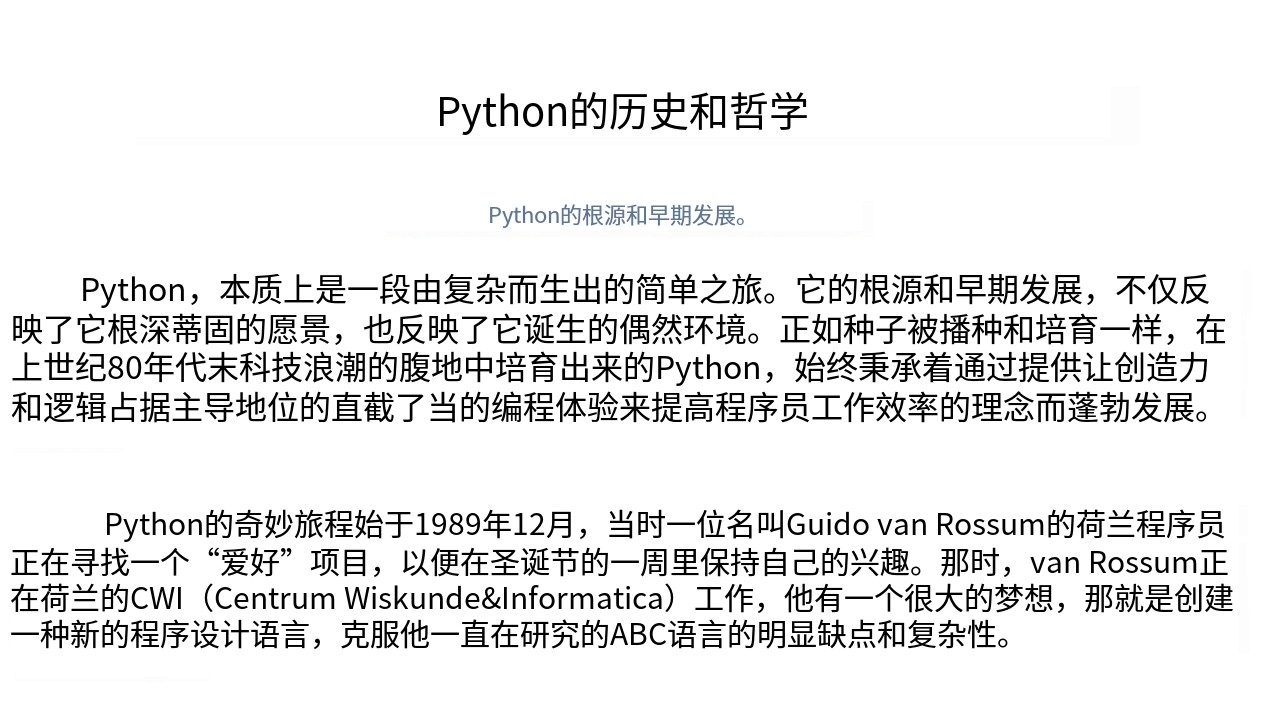 Python的历史和哲学
Python的根源和早期发展。
Python，本质上是一段由复杂而生出的简单之旅。它的根源和早期发展，不仅反
映了它根深蒂固的愿景，也反映了它诞生的偶然环境。正如种子被播种和培育一样，在
上世纪80年代末科技浪潮的腹地中培育出来的Python，始终秉承着通过提供让创造力
和逻辑占据主导地位的直截了当的编程体验来提高程序员工作效率的理念而蓬勃发展。
Python的奇妙旅程始于1989年12月，当时一位名叫Guido van Rossum的荷兰程序员
正在寻找一个“爱好”项目，以便在圣诞节的一周里保持自己的兴趣。那时，van Rossum正
在荷兰的CWI（Centrum Wiskunde&Informatica）工作，他有一个很大的梦想，那就是创建
一种新的程序设计语言，克服他一直在研究的ABC语言的明显缺点和复杂性。